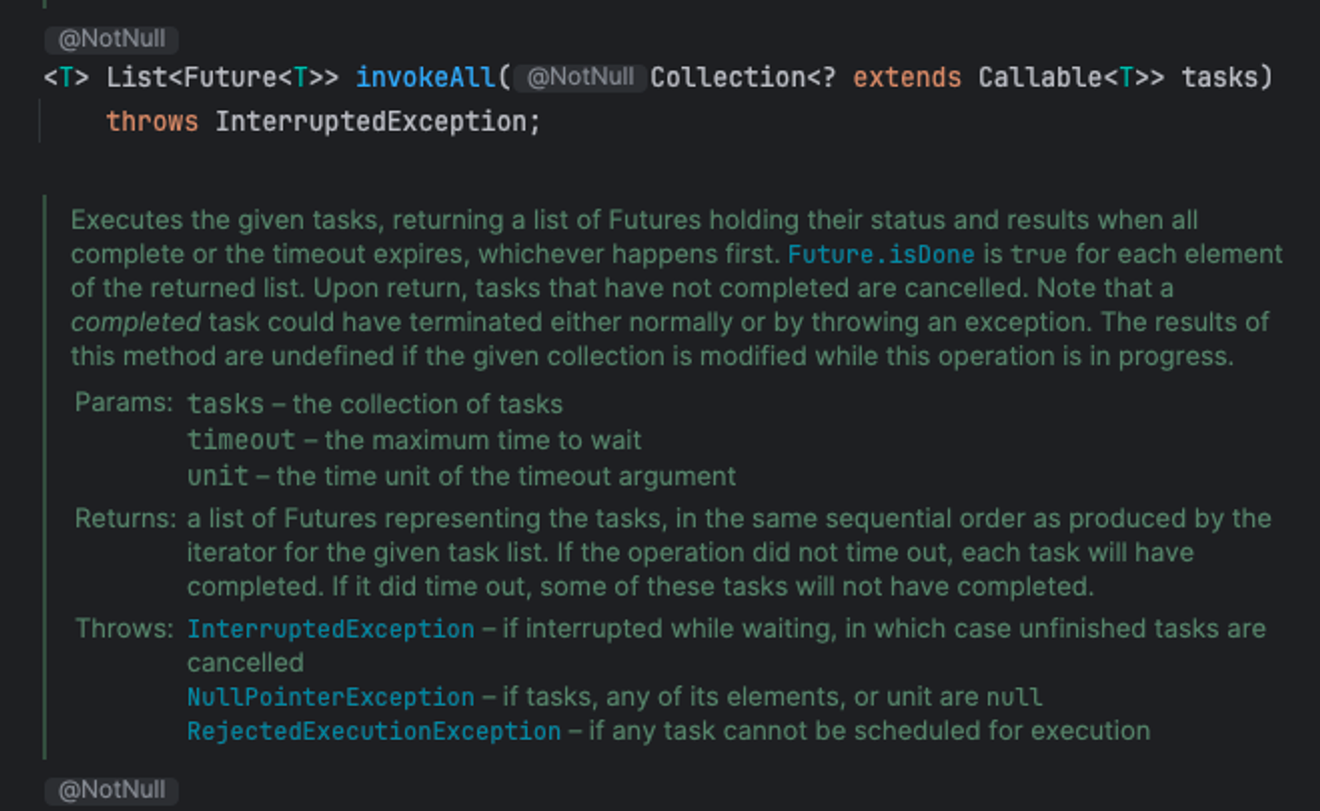 @NotNull
<T> List<Future<T>> invokeAll( @NotNull Collection<? extends Callable<T>> tasks)
throws InterruptedException;
Executes the given tasks, returning a list of Futures holding their status and results when all
complete or the timeout expires, whichever happens first. Future.isDone is true for each element
of the returned list. Upon return, tasks that have not completed are cancelled. Note that a
completed task could have terminated either normally or by throwing an exception. The results of
this method are undefined if the given collection is modified while this operation is in progress.
Params: tasks – the collection of tasks
timeout – the maximum time to wait
unit – the time unit of the timeout argument
Returns: a list of Futures representing the tasks, in the same sequential order as produced by the
iterator for the given task list. If the operation did not time out, each task will have
completed. If it did time out, some of these tasks will not have completed.
Throws: InterruptedException – if interrupted while waiting, in which case unfinished tasks are
cancelled
NullPointerException – if tasks, any of its elements, or unit are null
RejectedExecutionException – if any task cannot be scheduled for execution
@NotNull